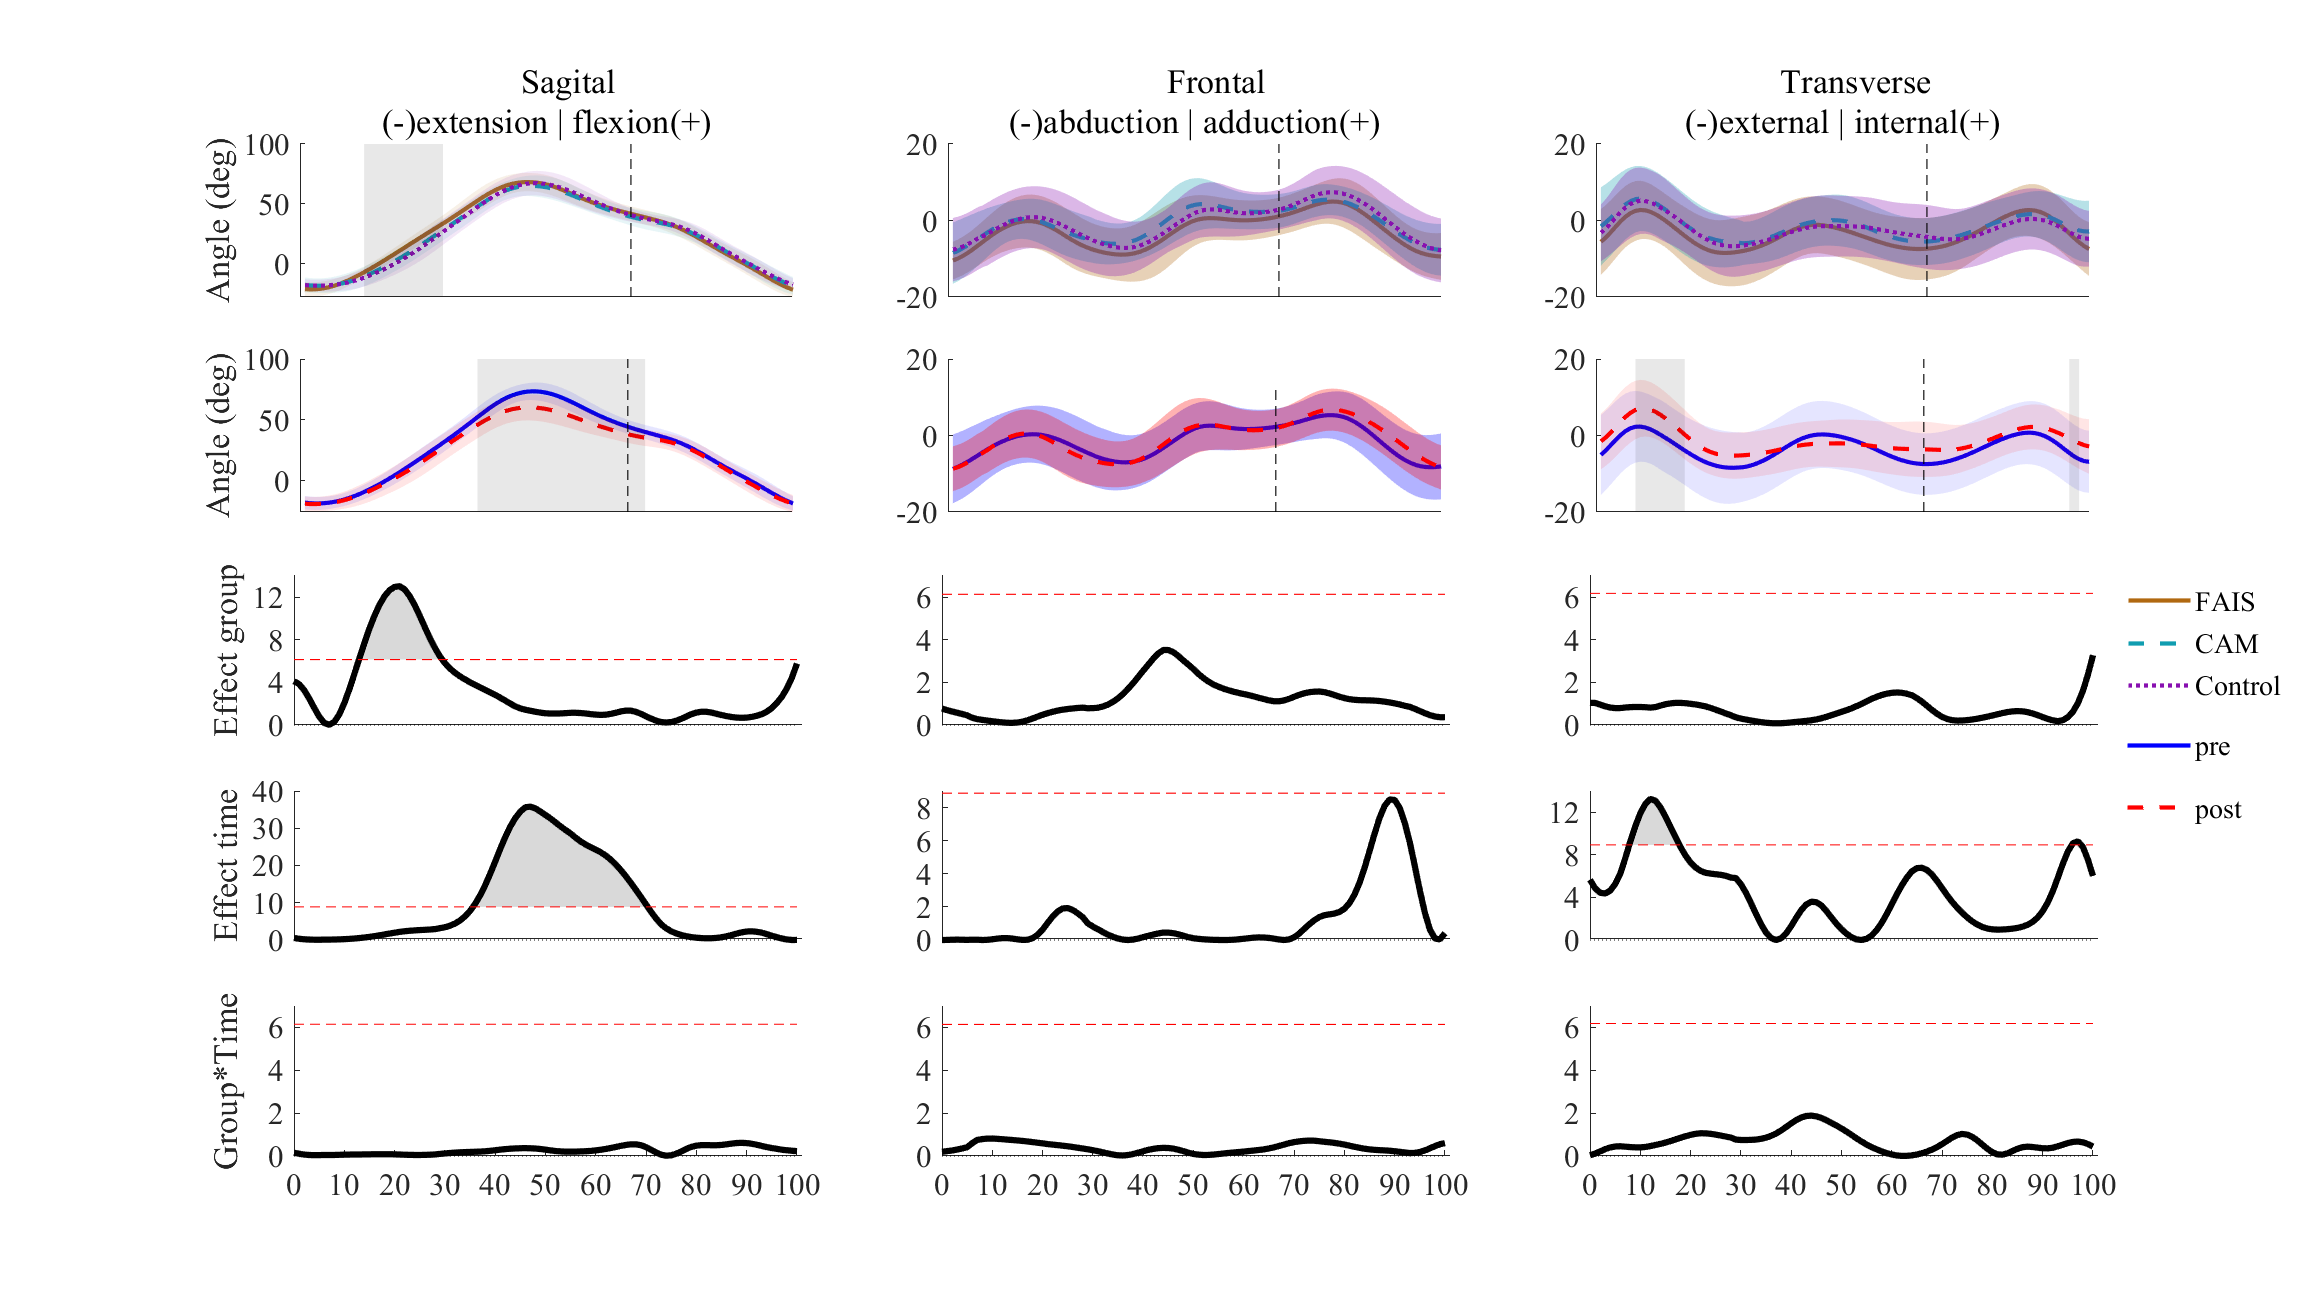 Sagital
(-)extension | flexion(+)
Frontal
(-)abduction | adduction(+)
Transverse
(-)external | internal(+)
Angle (deg)
100
50
0
20
0
-20
20
0
-20
Angle (deg)
100
50
0
20
0
-20
20
0
-20
Effect group
12
8
4
0
6
4
2
0
6
4
2
0
FAIS
CAM
Control
pre
post
Effect time
40
30
20
10
0
8
6
4
2
0
12
8
4
0
Group*Time
6
4
2
0
6
4
2
0
6
4
2
0
0 10 20 30 40 50 60 70 80 90 100
0 10 20 30 40 50 60 70 80 90 100
0 10 20 30 40 50 60 70 80 90 100